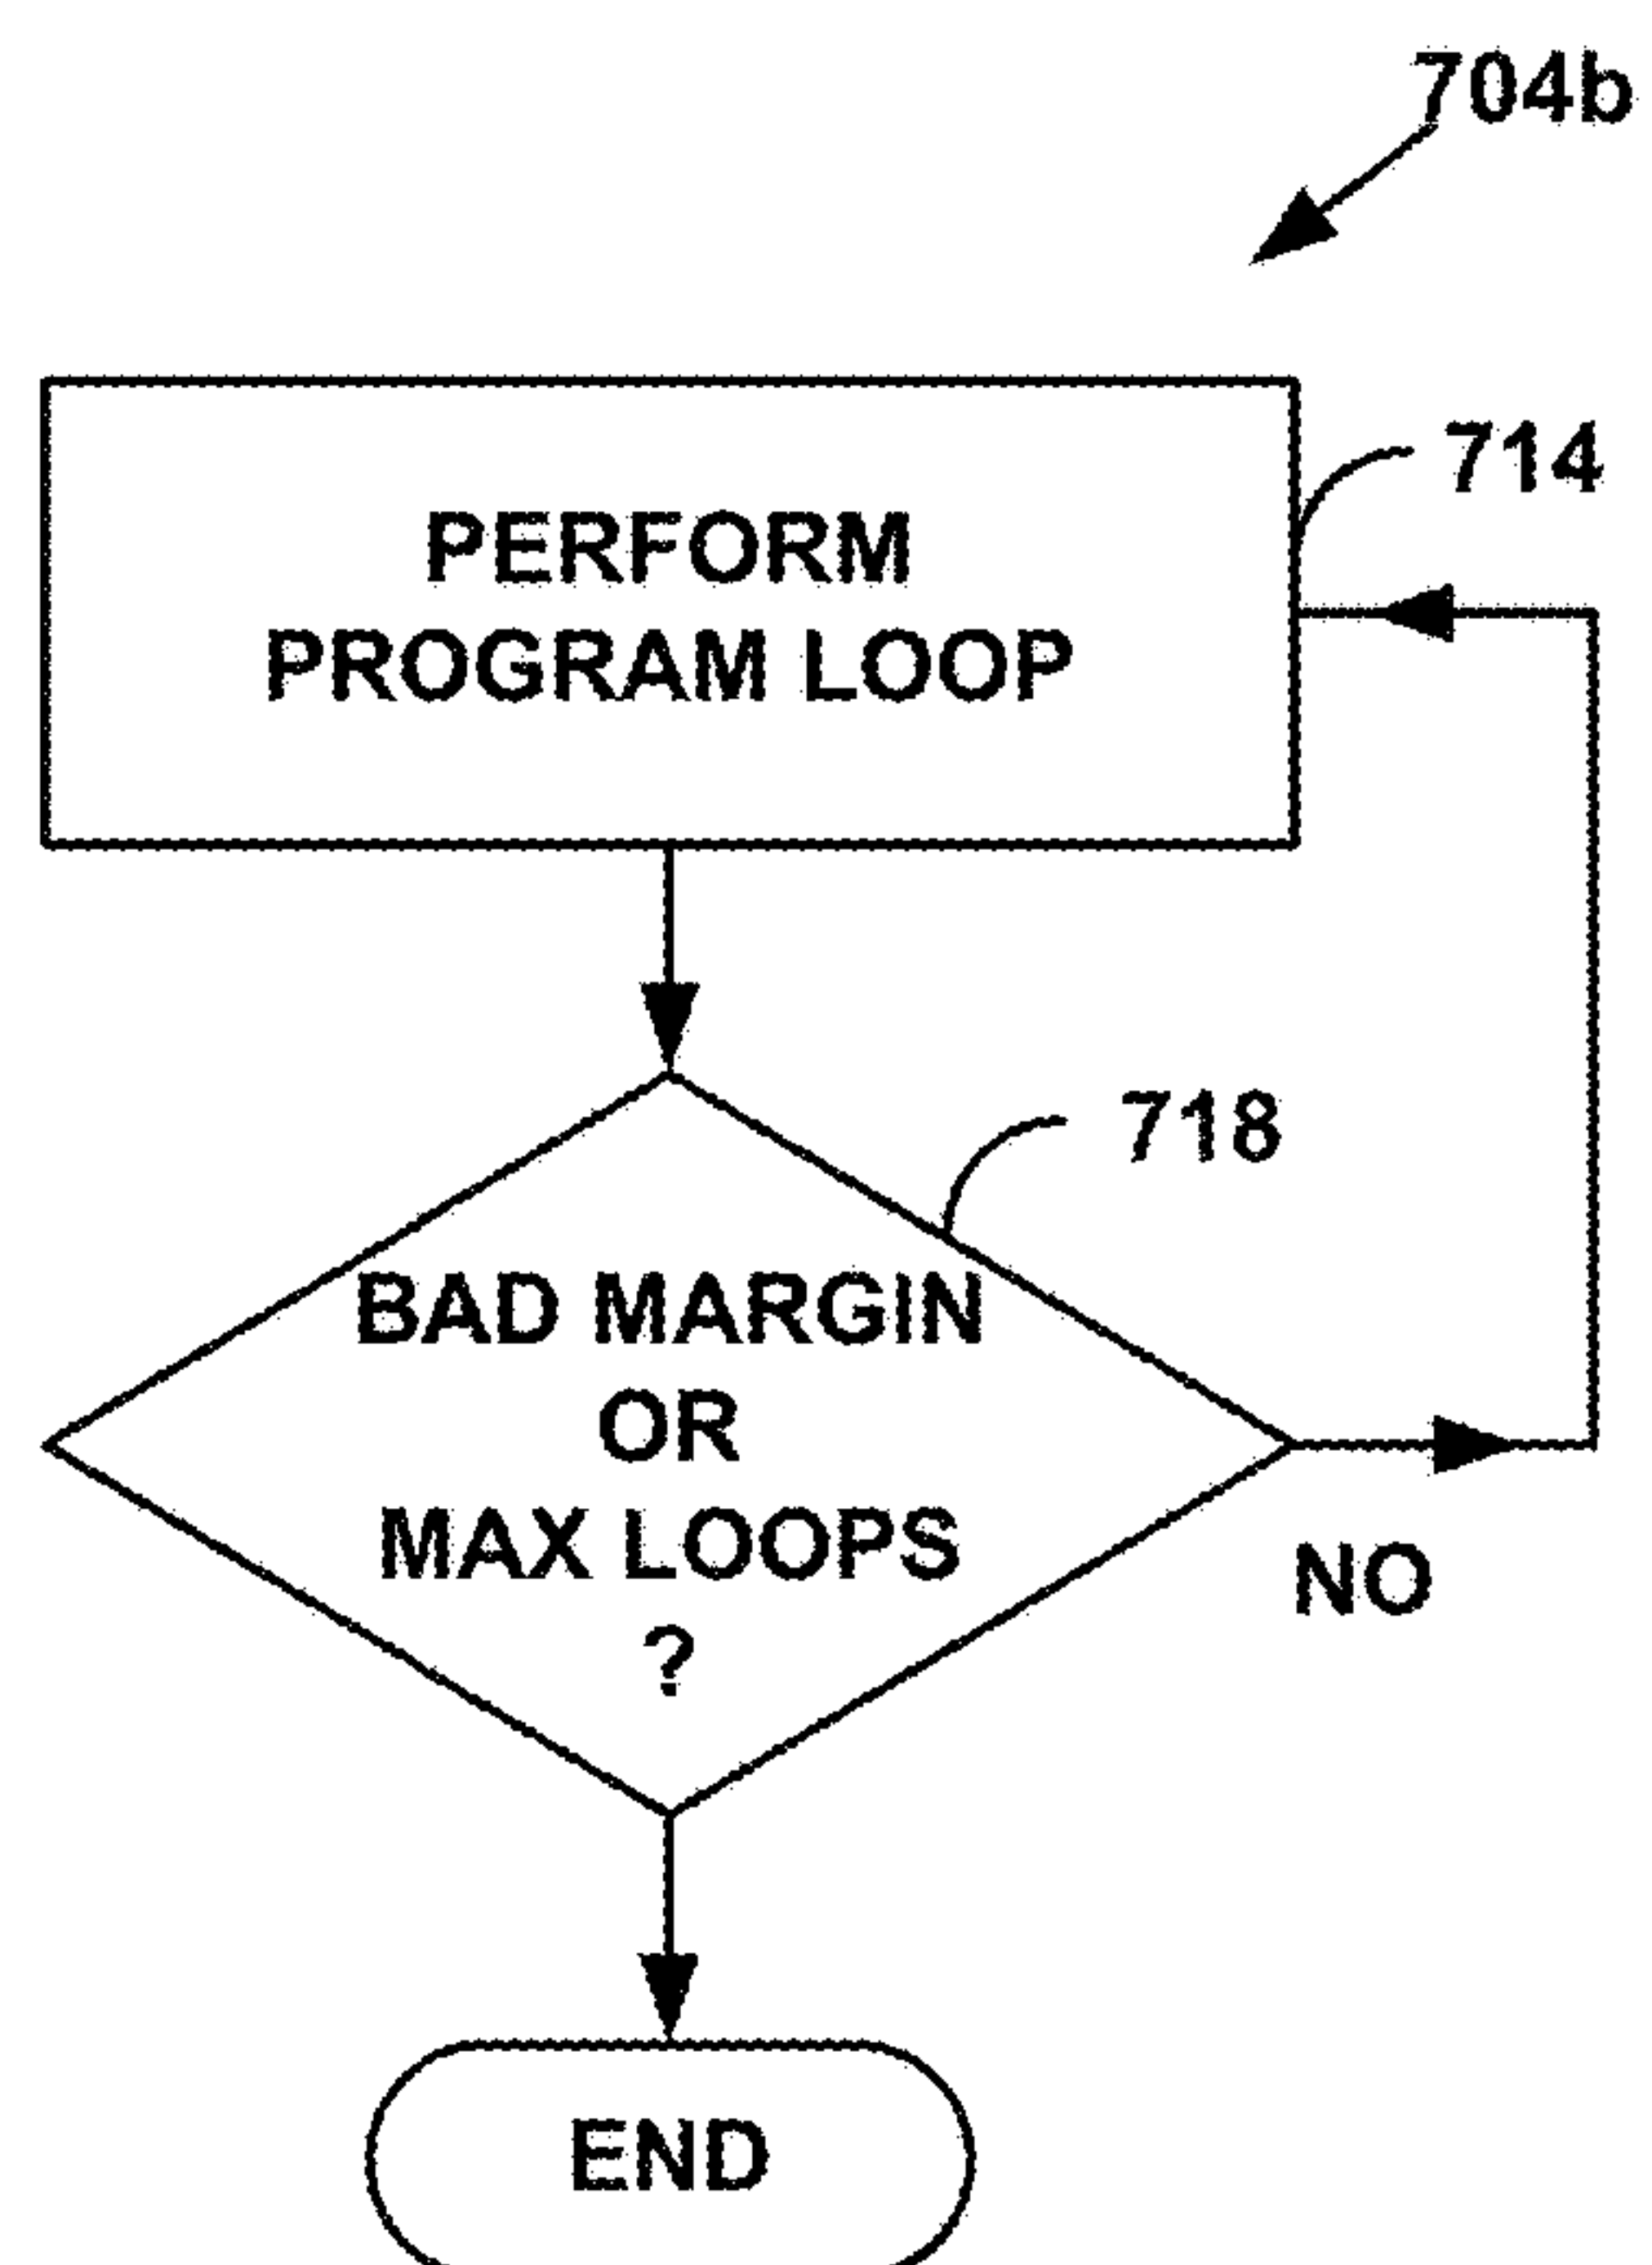 704b
714
PERFORM
PROGRAM LOOP
718
BAD MARGIN
OR
MAX LOOPS
?
NO
END